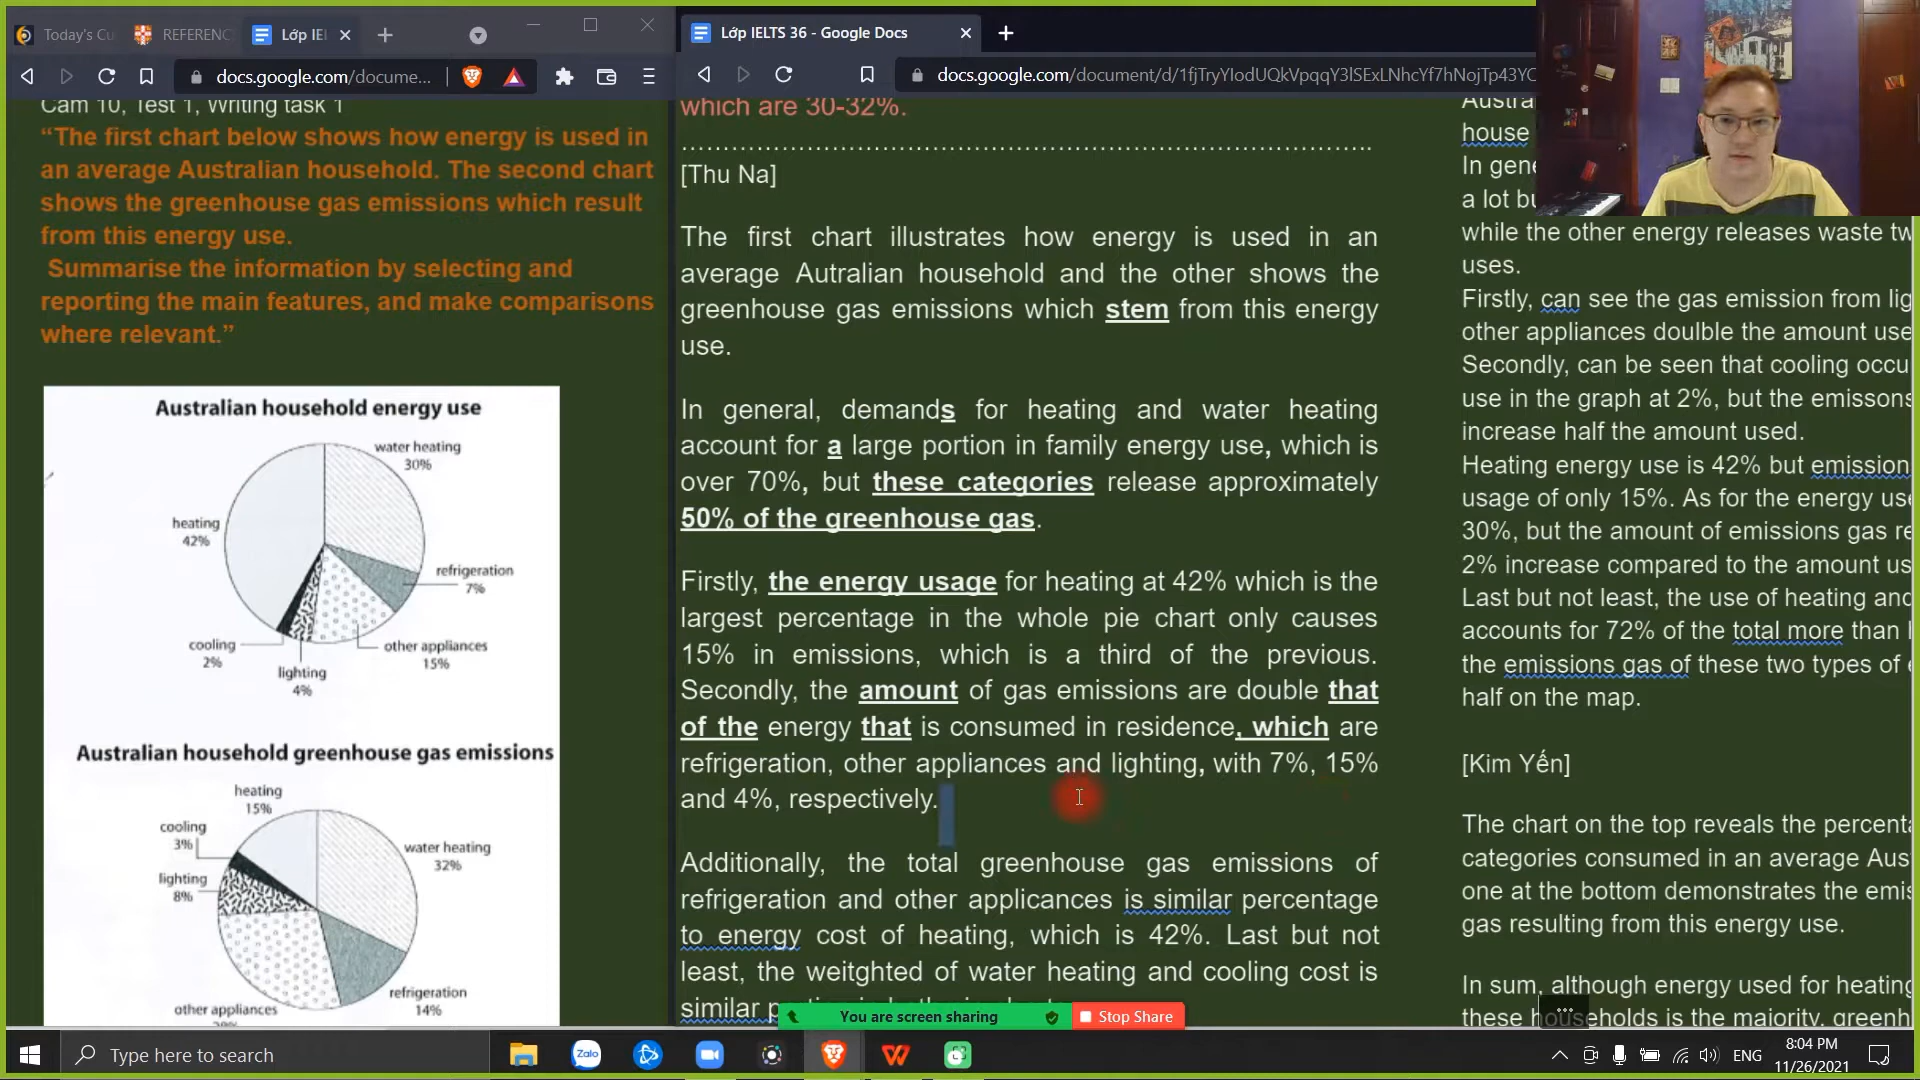 Today's Cu
REFERENC
Lớp IE
Lớp IELTS 36 - Google Docs
docs.google.com/docume...
docs.google.com/document/d/1fjTryYIodUQkVpqqY3lSExLNhcYf7hNojTp43YC
Cam 10, Test 1, Writing task 1
“The first chart below shows how energy is used in
an average Australian household. The second chart
shows the greenhouse gas emissions which result
from this energy use.
Summarise the information by selecting and
reporting the main features, and make comparisons
where relevant.”
Australian household energy use
water heating
30%
heating
42%
refrigeration
7%
cooling
2%
other appliances
15%
lighting
4%
Australian household greenhouse gas emissions
heating
15%
cooling
3%
water heating
32%
lighting
8%
refrigeration
14%
other appliances
which are 30-32%.
[Thu Na]
The first chart illustrates how energy is used in an
average Autralian household and the other shows the
greenhouse gas emissions which stem from this energy
use.
In general, demands for heating and water heating
account for a large portion in family energy use, which is
over 70%, but these categories release approximately
50% of the greenhouse gas.
Firstly, the energy usage for heating at 42% which is the
largest percentage in the whole pie chart only causes
15% in emissions, which is a third of the previous.
Secondly, the amount of gas emissions are double that
of the energy that is consumed in residence, which are
refrigeration, other appliances and lighting, with 7%, 15%
and 4%, respectively.
Additionally, the total greenhouse gas emissions of
refrigeration and other applicances is similar percentage
to energy cost of heating, which is 42%. Last but not
least, the weitghted of water heating and cooling cost is
similar
Austra
house
In gene
a lot bu
while the other energy releases waste tw
uses.
Firstly, can see the gas emission from lig
other appliances doulble the amount use
Secondly, can be seen that cooling occu
use in the graph at 2%, but the emissons
increase half the amount used.
Heating energy use is 42% but emission
usage of only 15%. As for the energy use
30%, but the amount of emissions gas re
2% increase compared to the amount us
Last but not least, the use of heating and
accounts for 72% of the total more than h
the emissions gas of these two types of e
half on the map.
[Kim Yến]
The chart on the top reveals the percenta
categories consumed in an average Aus
one at the bottom demonstrates the emis
gas resulting from this energy use.
In sum, although energy used for heating
these households is the majority, greenh
You are screen sharing
Stop Share
Type here to search
Zalo
ENG
8:04 PM
11/26/2021